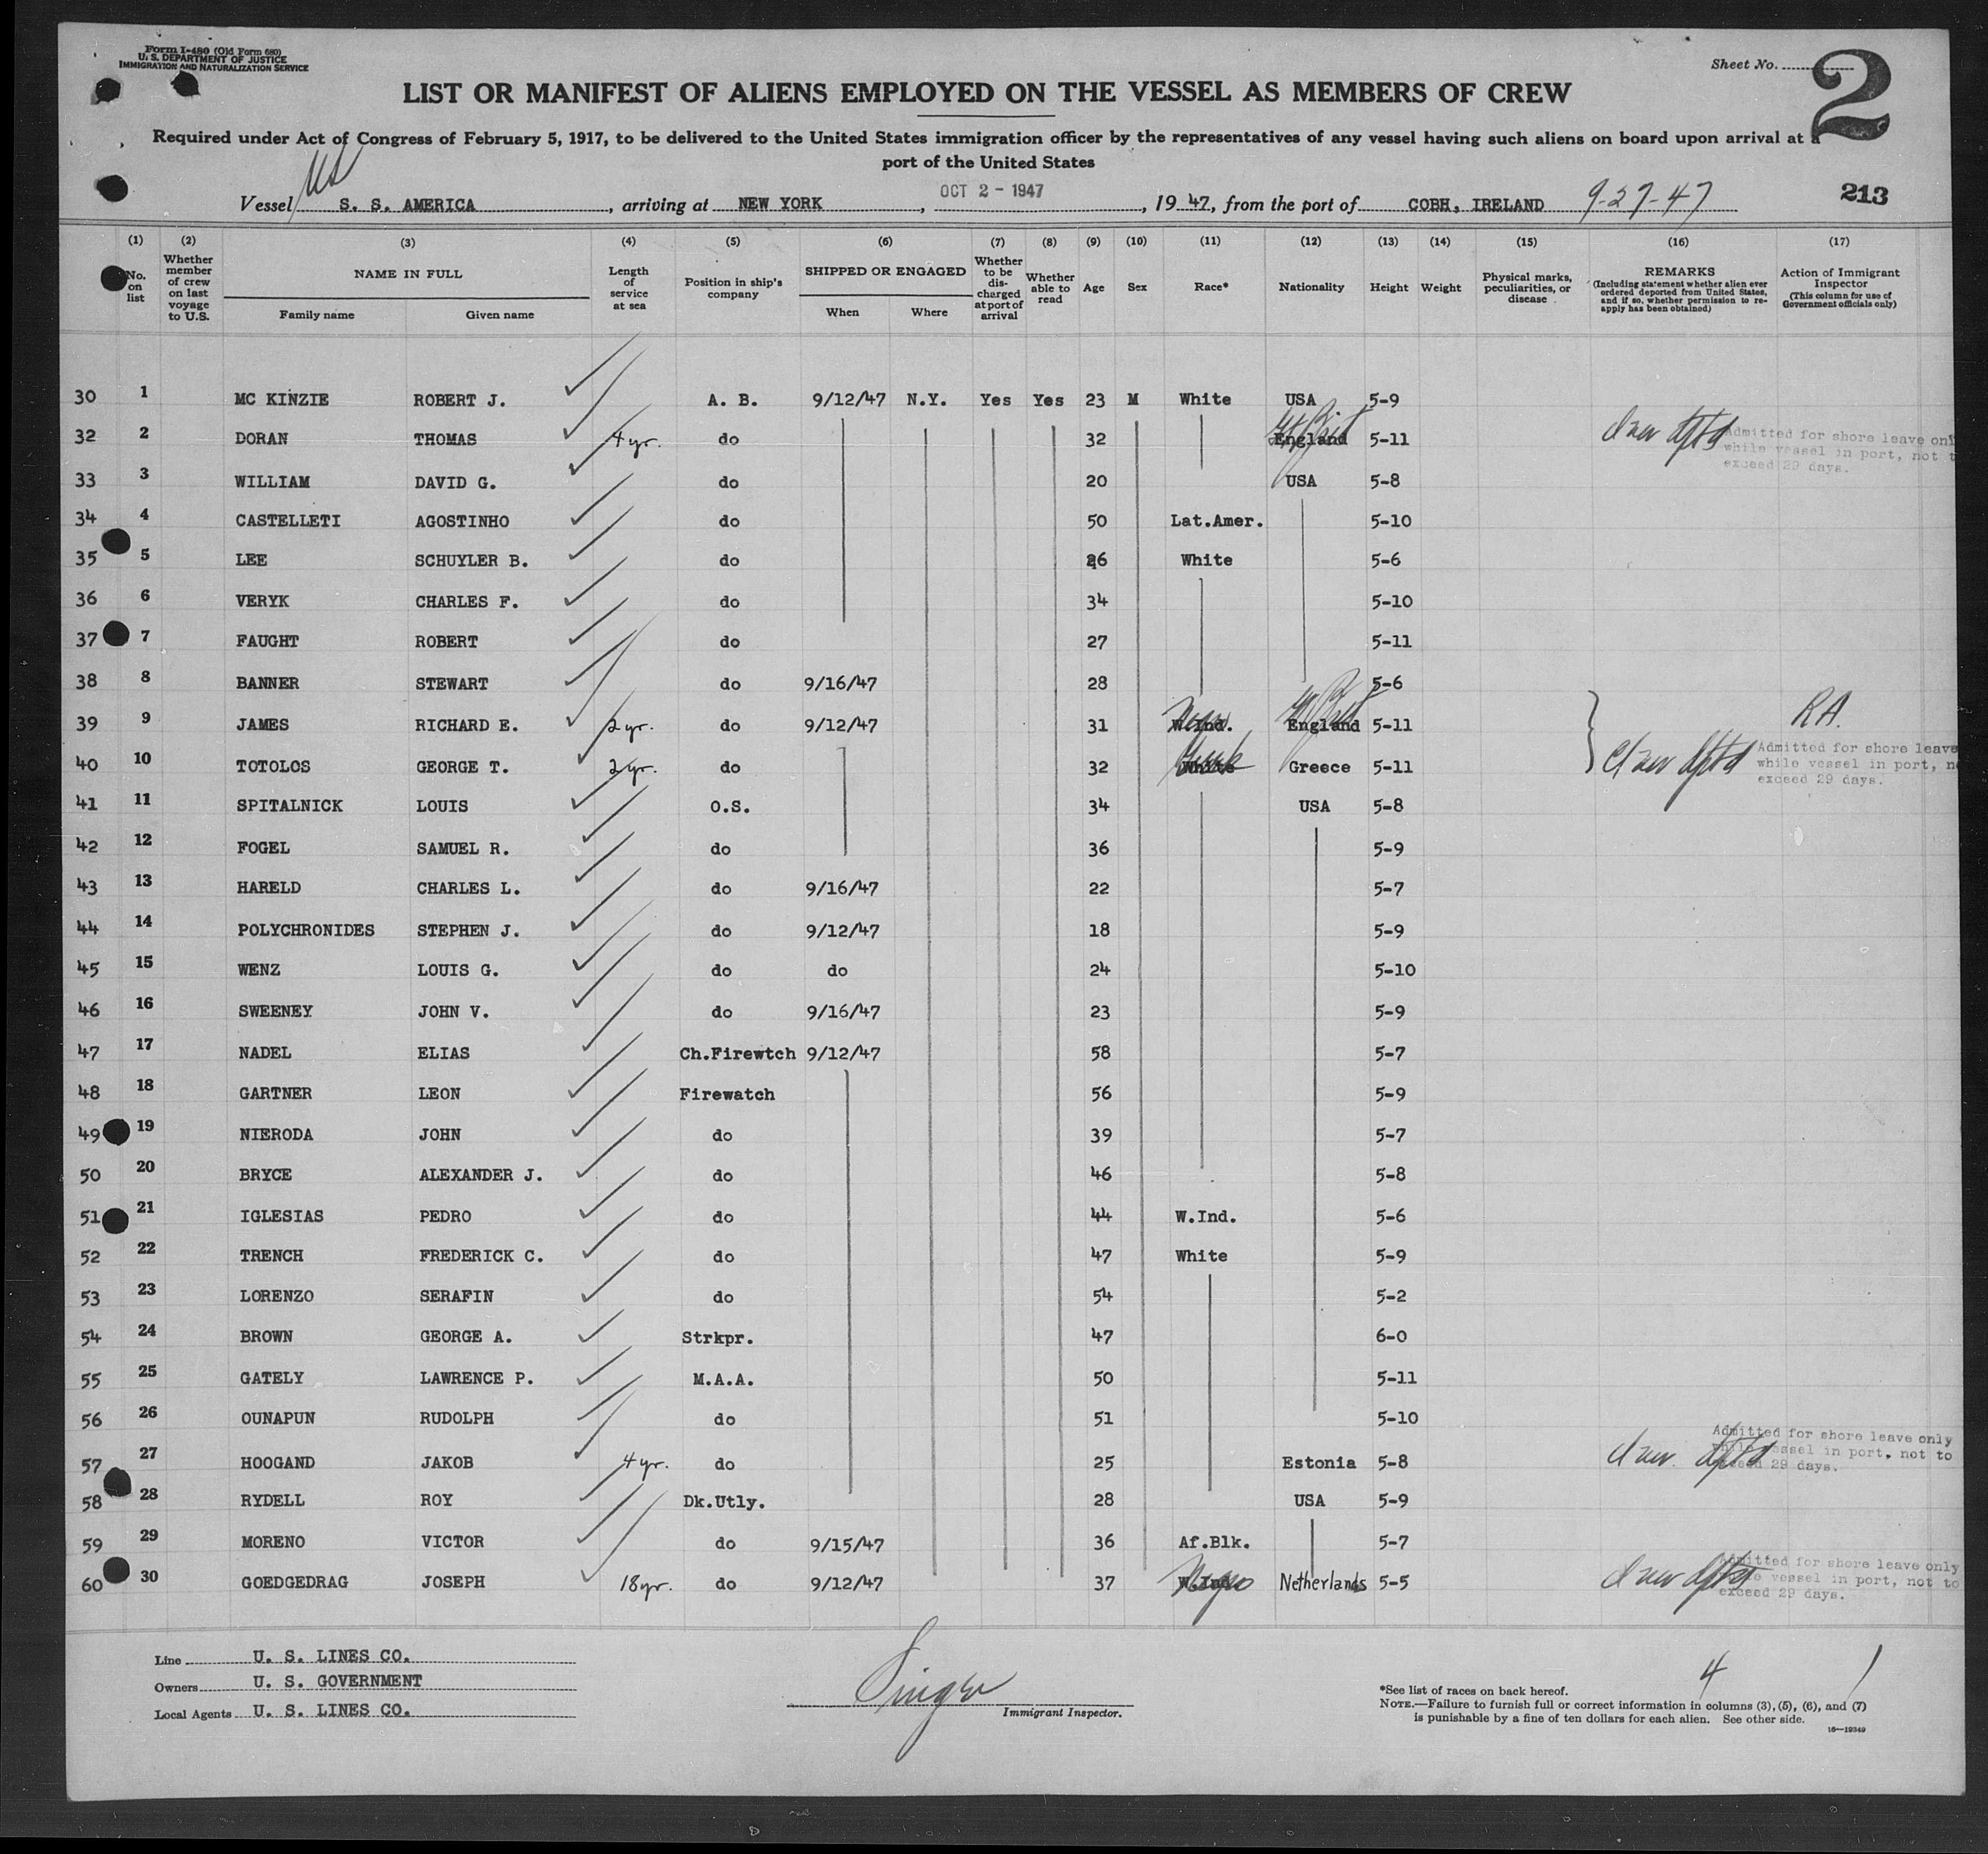 Form I-480 (Old Form 680)
U. S. DEPARTMENT OF JUSTICE
IMMIGRATION AND NATURALIZATION SERVICE
Sheet No. 2
LIST OR MANIFEST OF ALIENS EMPLOYED ON THE VESSEL AS MEMBERS OF CREW
Required under Act of Congress of February 5, 1917, to be delivered to the United States immigration officer by the representatives of any vessel having such aliens on board upon arrival at a
port of the United States
Vessel S. S. AMERICA, arriving at NEW YORK, OCT 2 - 1947, 1947, from the port of COBH, IRELAND 9-27-47 213
(1) (2) (3) (4) (5) (6) (7) (8) (9) (10) (11) (12) (13) (14) (15) (16) (17)
No. on list
Whether member of crew on last voyage to U.S.
NAME IN FULL
Family name Given name
Length of service at sea
Position in ship's company
SHIPPED OR ENGAGED
When Where
Whether to be discharged at port of arrival
Whether able to read
Age
Sex
Race*
Nationality
Height
Weight
Physical marks, peculiarities, or disease
REMARKS
(Including statement whether alien ever ordered deported from United States, and if so, whether permission to re-apply has been obtained)
Action of Immigrant Inspector
(This column for use of Government officials only)
30 1 MC KINZIE ROBERT J. A. B. 9/12/47 N.Y. Yes Yes 23 M White USA 5-9
32 2 DORAN THOMAS 4 yr. do 32 England 5-11 Admitted for shore leave onl while vessel in port, not t exceed 29 days.
33 3 WILLIAM DAVID G. do 20 USA 5-8
34 4 CASTELLETI AGOSTINHO do 50 Lat.Amer. 5-10
35 5 LEE SCHUYLER B. do 26 White 5-6
36 6 VERYK CHARLES F. do 34 5-10
37 7 FAUGHT ROBERT do 27 5-11
38 8 BANNER STEWART do 9/16/47 28 5-6
39 9 JAMES RICHARD E. 2 yr. do 9/12/47 31 W.Ind. England 5-11 R.A.
40 10 TOTOLOS GEORGE T. 2 yr. do 32 White Greek Greece 5-11 Admitted for shore leave while vessel in port, no exceed 29 days.
41 11 SPITALNICK LOUIS O.S. 34 USA 5-8
42 12 FOGEL SAMUEL R. do 36 5-9
43 13 HARELD CHARLES L. do 9/16/47 22 5-7
44 14 POLYCHRONIDES STEPHEN J. do 9/12/47 18 5-9
45 15 WENZ LOUIS G. do do 24 5-10
46 16 SWEENEY JOHN V. do 9/16/47 23 5-9
47 17 NADEL ELIAS Ch.Firewtch 9/12/47 58 5-7
48 18 GARTNER LEON Firewatch 56 5-9
49 19 NIERODA JOHN do 39 5-7
50 20 BRYCE ALEXANDER J. do 46 5-8
51 21 IGLESIAS PEDRO do 44 W.Ind. 5-6
52 22 TRENCH FREDERICK C. do 47 White 5-9
53 23 LORENZO SERAFIN do 54 5-2
54 24 BROWN GEORGE A. Strkpr. 47 6-0
55 25 GATELY LAWRENCE P. M.A.A. 50 5-11
56 26 OUNAPUN RUDOLPH do 51 5-10
57 27 HOOGAND JAKOB 4 yr. do 25 Estonia 5-8 Admitted for shore leave only while vessel in port, not to exceed 29 days.
58 28 RYDELL ROY Dk.Utly. 28 USA 5-9
59 29 MORENO VICTOR do 9/15/47 36 Af.Blk. 5-7
60 30 GOEDGEDRAG JOSEPH 18 yr. do 9/12/47 37 W.Ind. Negro Netherlands 5-5 Admitted for shore leave only while vessel in port, not to exceed 29 days.
Line U. S. LINES CO.
Owners U. S. GOVERNMENT
Local Agents U. S. LINES CO.
Singer
Immigrant Inspector.
4 1
*See list of races on back hereof.
NOTE.—Failure to furnish full or correct information in columns (3), (5), (6), and (7)
is punishable by a fine of ten dollars for each alien. See other side.
16—19349